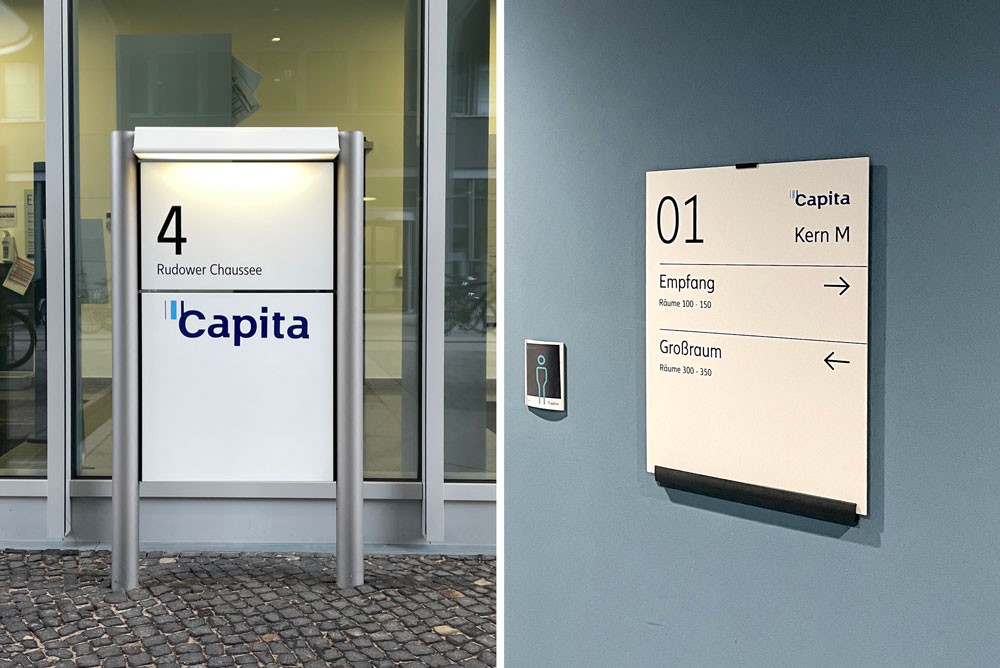 4
Rudower Chaussee
Capita
01
Capita
Kern M
Empfang
Räume 100 - 150
Großraum
Räume 300 - 350